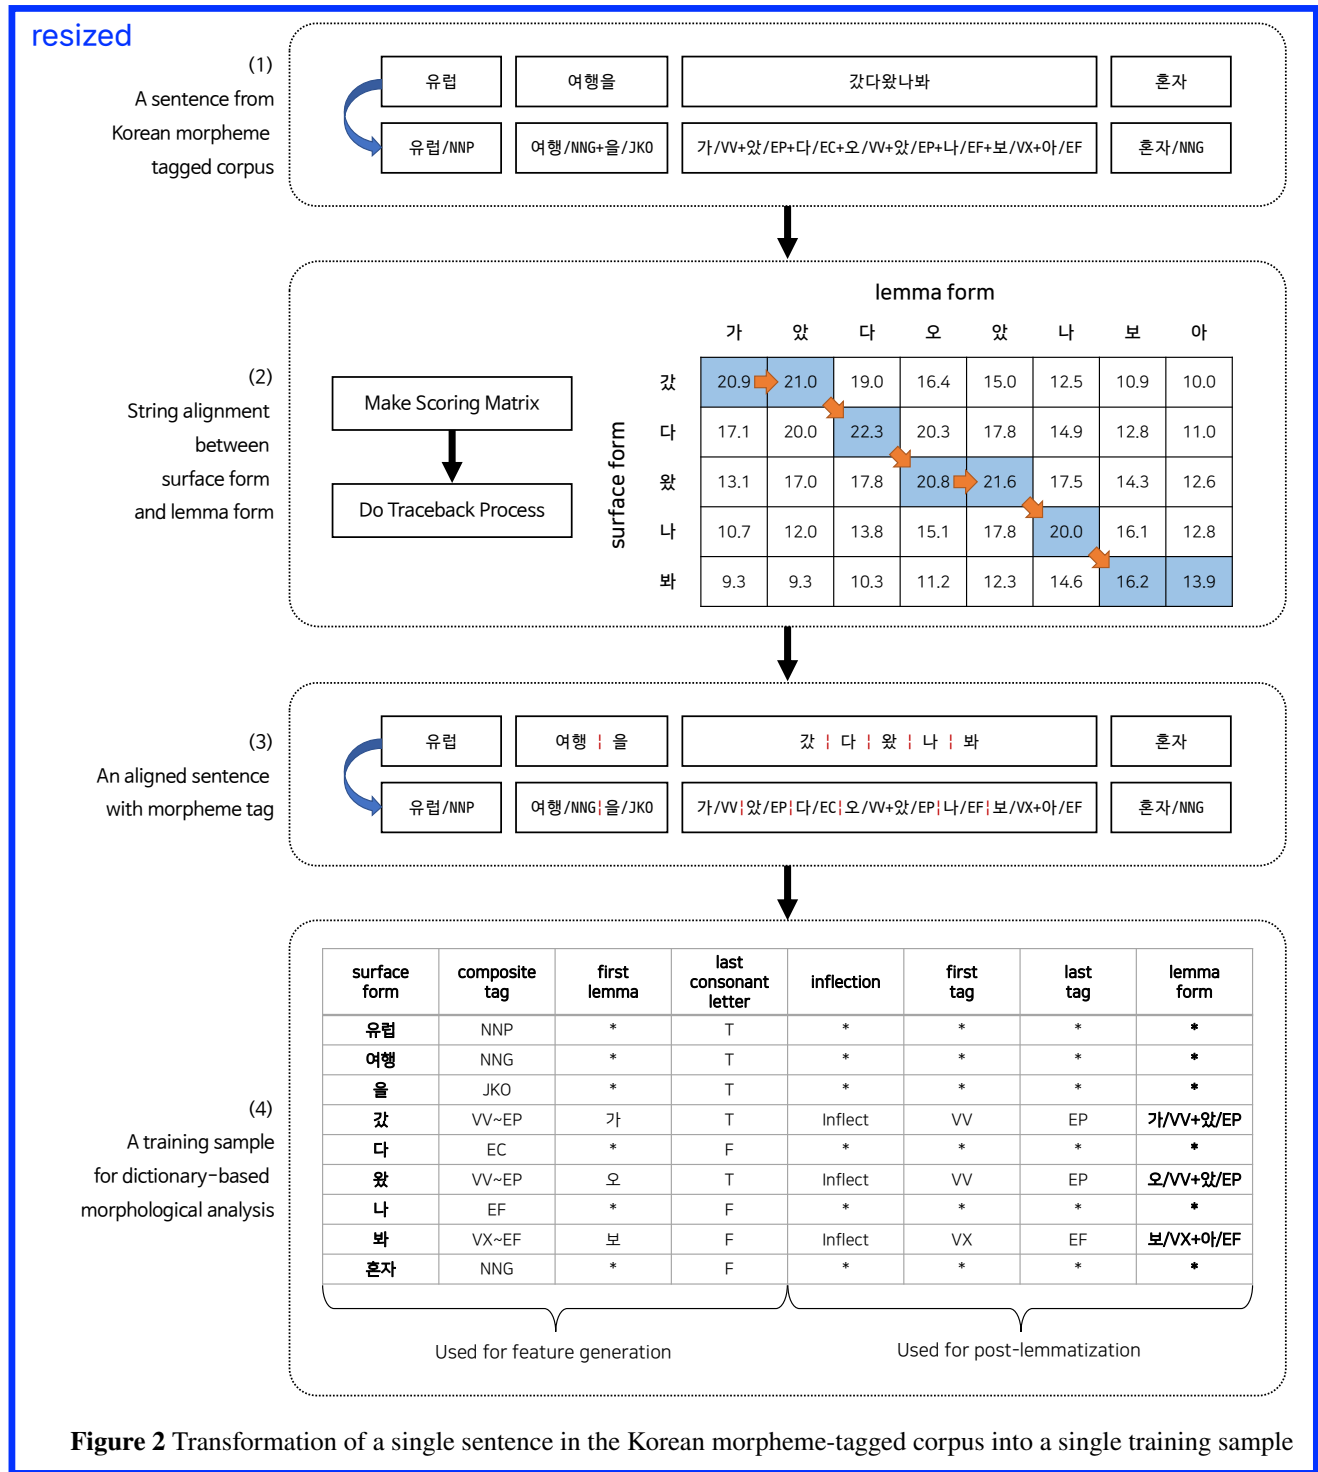 resized
(1)
A sentence from
Korean morpheme
tagged corpus
유럽 여행을 갔다왔나봐 혼자
유럽/NNP 여행/NNG+을/JKO 가/VV+았/EP+다/EC+오/VV+았/EP+나/EF+보/VX+아/EF 혼자/NNG
(2)
String alignment
between
surface form
and lemma form
Make Scoring Matrix
Do Traceback Process
lemma form
surface form
가 았 다 오 았 나 보 아
갔 20.9 21.0 19.0 16.4 15.0 12.5 10.9 10.0
다 17.1 20.0 22.3 20.3 17.8 14.9 12.8 11.0
왔 13.1 17.0 17.8 20.8 21.6 17.5 14.3 12.6
나 10.7 12.0 13.8 15.1 17.8 20.0 16.1 12.8
봐 9.3 9.3 10.3 11.2 12.3 14.6 16.2 13.9
(3)
An aligned sentence
with morpheme tag
유럽 여행 ¦ 을 갔 ¦ 다 ¦ 왔 ¦ 나 ¦ 봐 혼자
유럽/NNP 여행/NNG¦을/JKO 가/VV¦았/EP¦다/EC¦오/VV+았/EP¦나/EF¦보/VX+아/EF 혼자/NNG
(4)
A training sample
for dictionary-based
morphological analysis
surface form composite tag first lemma last consonant letter inflection first tag last tag lemma form
유럽 NNP * T * * * *
여행 NNG * T * * * *
을 JKO * T * * * *
갔 VV~EP 가 T Inflect VV EP 가/VV+았/EP
다 EC * F * * * *
왔 VV~EP 오 T Inflect VV EP 오/VV+았/EP
나 EF * F * * * *
봐 VX~EF 보 F Inflect VX EF 보/VX+아/EF
혼자 NNG * F * * * *
Used for feature generation
Used for post-lemmatization
Figure 2 Transformation of a single sentence in the Korean morpheme-tagged corpus into a single training sample